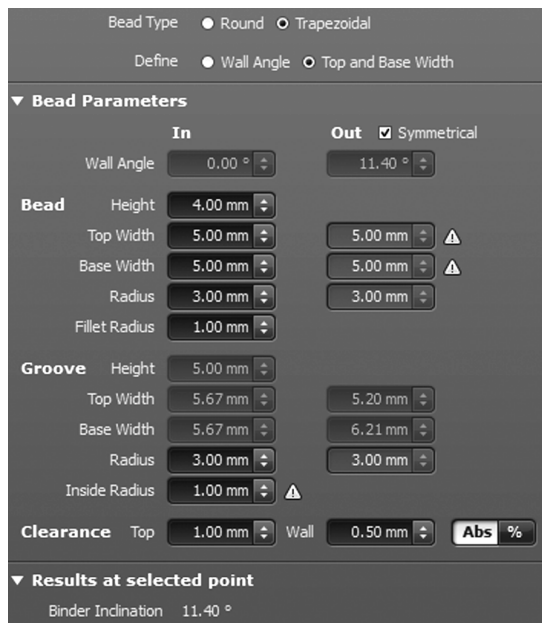 Bead Type Round Trapezoidal
Define Wall Angle Top and Base Width
Bead Parameters
In Out Symmetrical
Wall Angle 0.00 ° 11.40 °
Bead Height 4.00 mm
Top Width 5.00 mm 5.00 mm
Base Width 5.00 mm 5.00 mm
Radius 3.00 mm 3.00 mm
Fillet Radius 1.00 mm
Groove Height 5.00 mm
Top Width 5.67 mm 5.20 mm
Base Width 5.67 mm 6.21 mm
Radius 3.00 mm 3.00 mm
Inside Radius 1.00 mm
Clearance Top 1.00 mm Wall 0.50 mm Abs %
Results at selected point
Binder Inclination 11.40 °